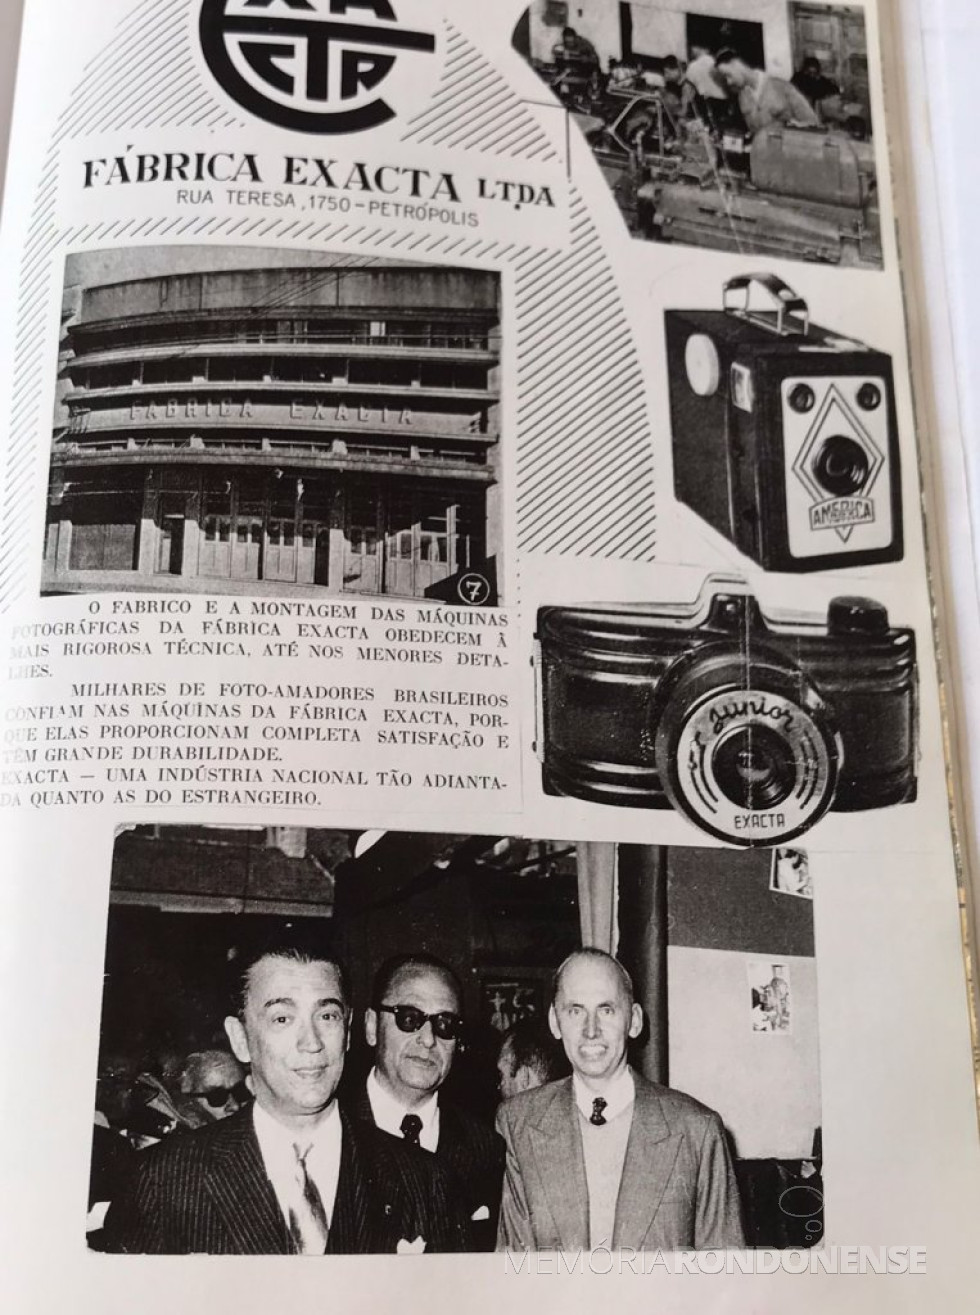 EXA
CTA
FÁBRICA EXACTA LTDA
RUA TERESA, 1750 - PETRÓPOLIS
FABRICA EXACTA
7
AMERICA
O FABRICO E A MONTAGEM DAS MÁQUINAS
FOTOGRÁFICAS DA FÁBRICA EXACTA OBEDECEM À
MAIS RIGOROSA TÉCNICA, ATÉ NOS MENORES DETA-
LHES.
MILHARES DE FOTO-AMADORES BRASILEIROS
CONFIAM NAS MÁQUINAS DA FÁBRICA EXACTA, POR-
QUE ELAS PROPORCIONAM COMPLETA SATISFAÇÃO E
TÊM GRANDE DURABILIDADE.
EXACTA — UMA INDÚSTRIA NACIONAL TÃO ADIANTA-
DA QUANTO AS DO ESTRANGEIRO.
junior
EXACTA
MEMÓRIARONDONENSE